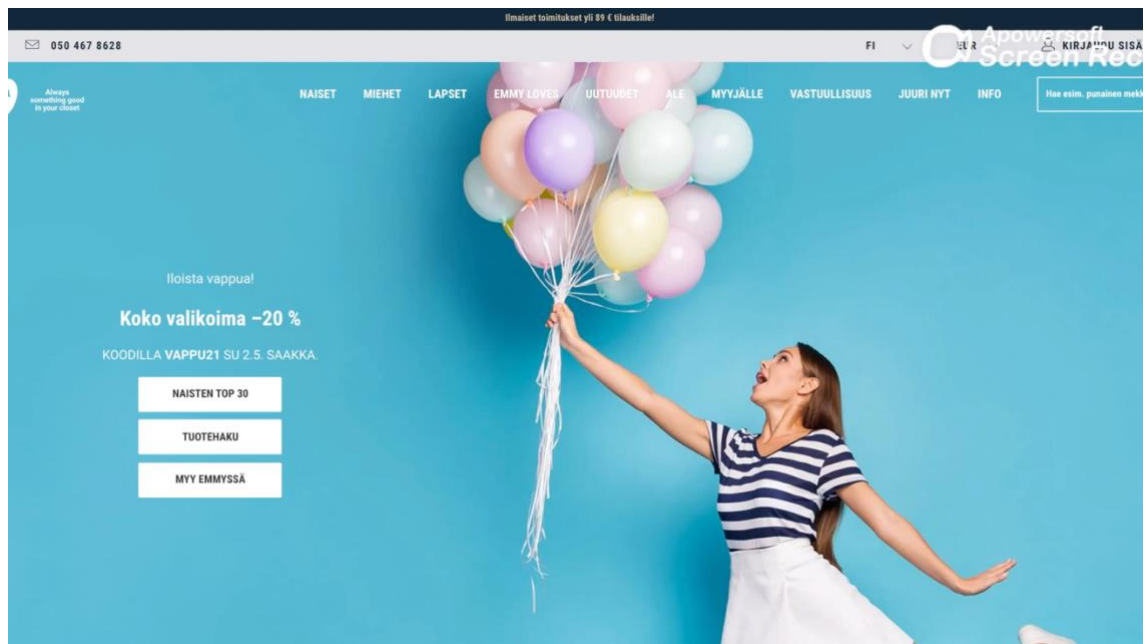 Ilmaiset toimitukset yli 89 € tilauksille!
050 467 8628
FI
EUR
KIRJAUDU SISÄ
Apowersoft
Screen Rec
Always
something good
in your closet
NAISET
MIEHET
LAPSET
EMMY LOVES
UUTUUDET
ALE
MYYJÄLLE
VASTUULLISUUS
JUURI NYT
INFO
Hae esim. punainen mekk
Iloista vappua!
Koko valikoima –20 %
KOODILLA VAPPU21 SU 2.5. SAAKKA.
NAISTEN TOP 30
TUOTEHAKU
MYY EMMYSSÄ